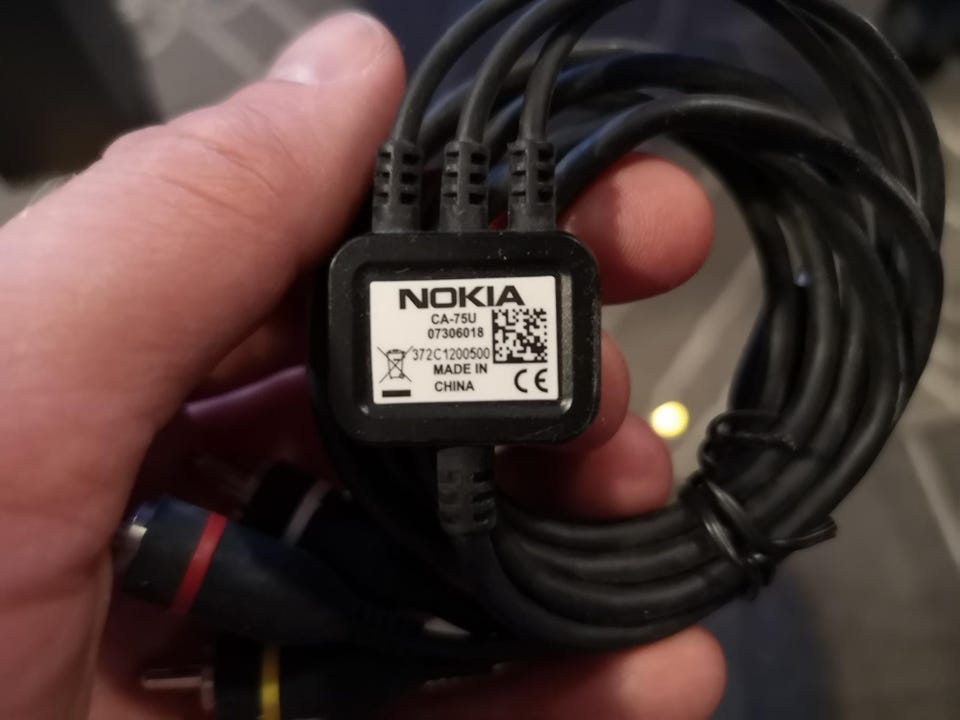 NOKIA
CA-75U
07306018
372C1200500
MADE IN
CHINA
CE